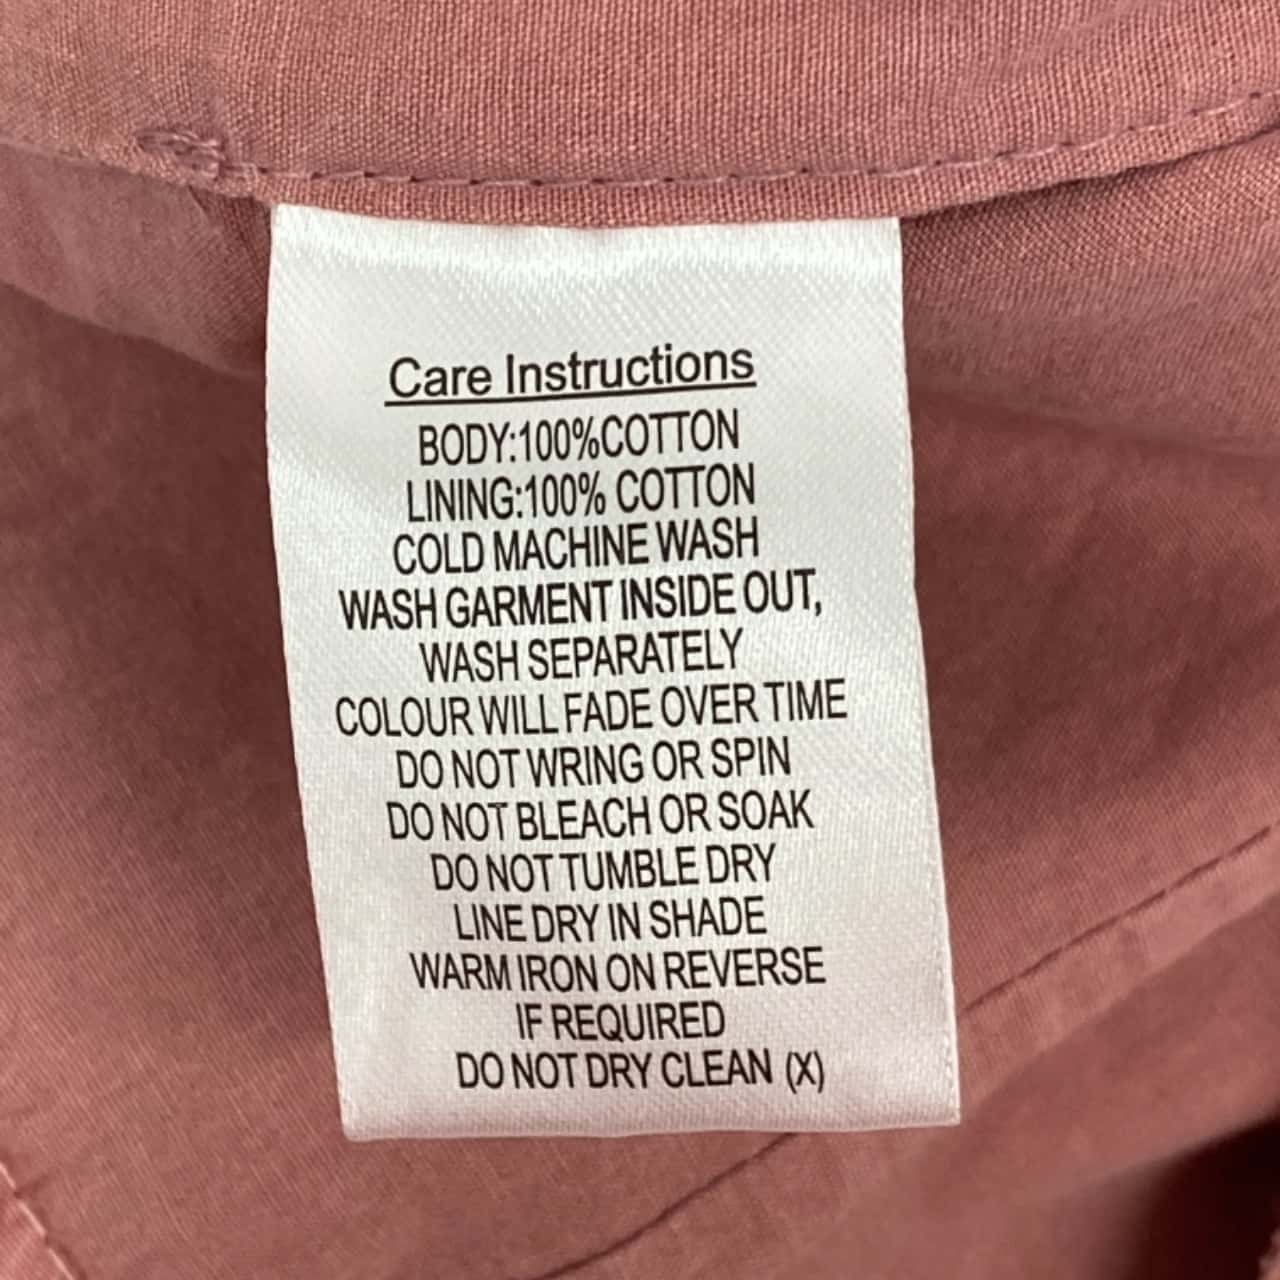 Care Instructions
BODY:100%COTTON
LINING:100% COTTON
COLD MACHINE WASH
WASH GARMENT INSIDE OUT,
WASH SEPARATELY
COLOUR WILL FADE OVER TIME
DO NOT WRING OR SPIN
DO NOT BLEACH OR SOAK
DO NOT TUMBLE DRY
LINE DRY IN SHADE
WARM IRON ON REVERSE
IF REQUIRED
DO NOT DRY CLEAN (X)